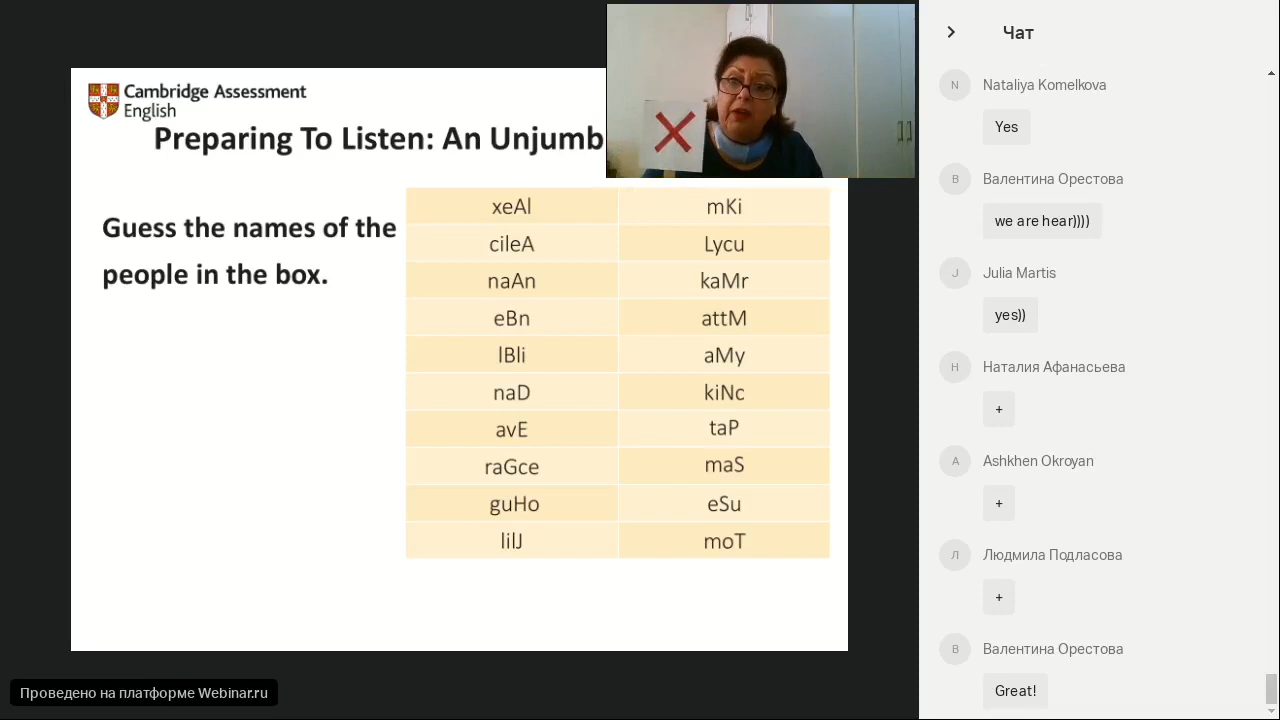 Cambridge Assessment
English
Preparing To Listen: An Unjumb
Guess the names of the
people in the box.
xeAl mKi
cileA Lycu
naAn kaMr
eBn attM
lBli aMy
naD kiNc
avE taP
raGce maS
guHo eSu
lilJ moT
Проведено на платформе Webinar.ru
Чат
N Nataliya Komelkova
Yes
В Валентина Орестова
we are hear))))
J Julia Martis
yes))
Н Наталия Афанасьева
+
A Ashkhen Okroyan
+
Л Людмила Подласова
+
В Валентина Орестова
Great!